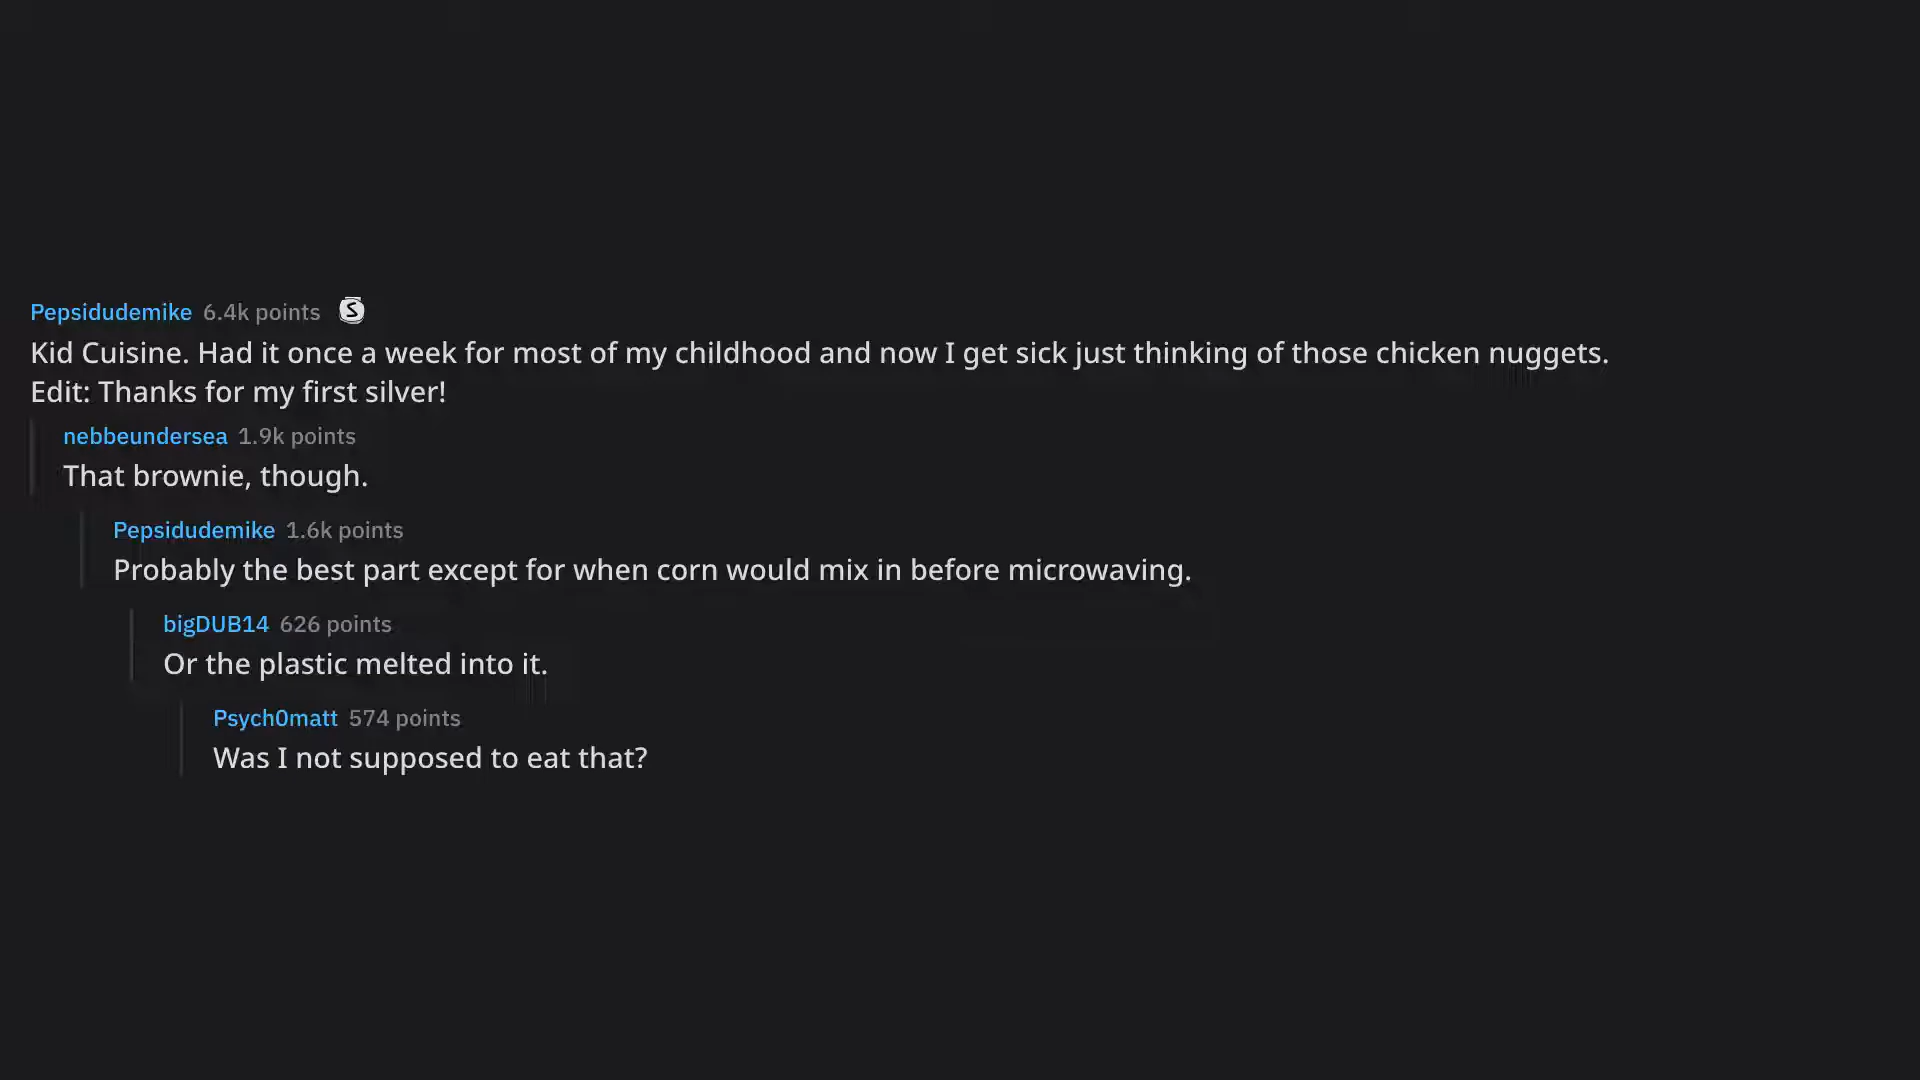 Pepsidudemike 6.4k points S
Kid Cuisine. Had it once a week for most of my childhood and now I get sick just thinking of those chicken nuggets.
Edit: Thanks for my first silver!
nebbeundersea 1.9k points
That brownie, though.
Pepsidudemike 1.6k points
Probably the best part except for when corn would mix in before microwaving.
bigDUB14 626 points
Or the plastic melted into it.
Psych0matt 574 points
Was I not supposed to eat that?